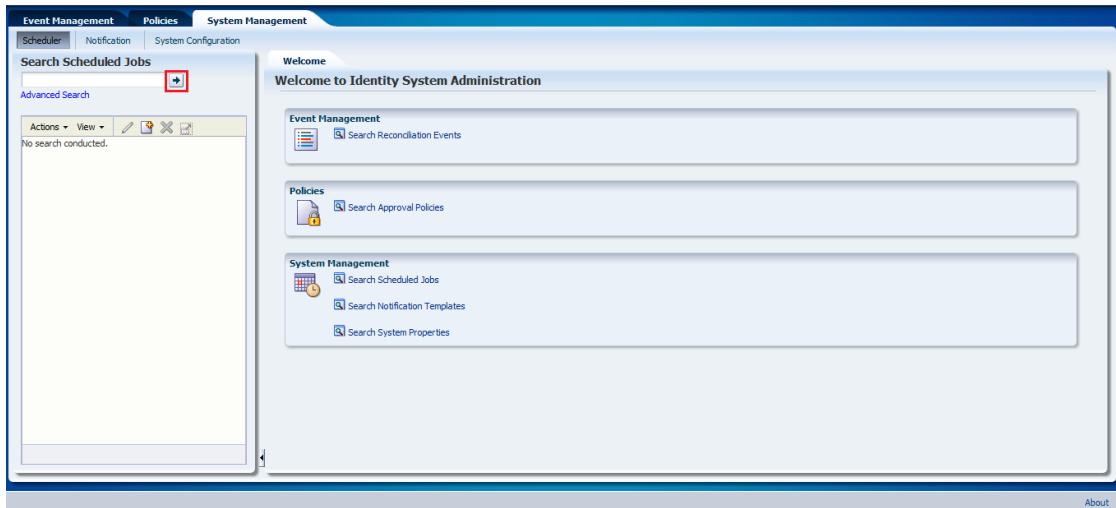 Event Management Policies System Management
Scheduler Notification System Configuration
Search Scheduled Jobs
Advanced Search
Actions View
No search conducted.
Welcome
Welcome to Identity System Administration
Event Management
Search Reconciliation Events
Policies
Search Approval Policies
System Management
Search Scheduled Jobs
Search Notification Templates
Search System Properties
About